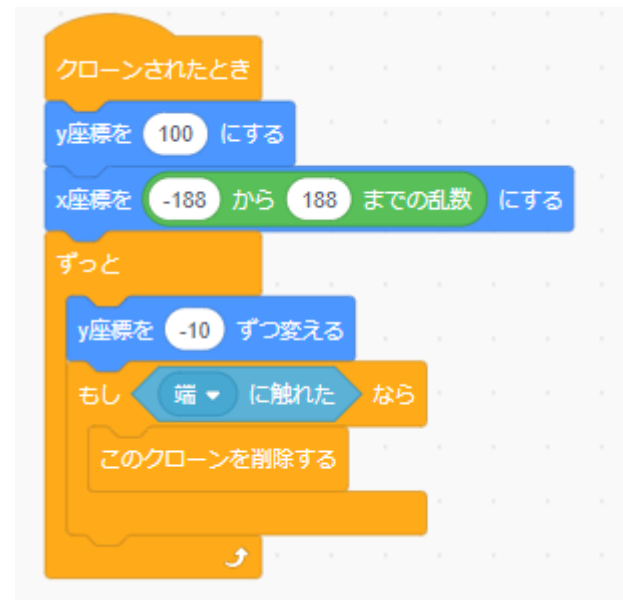 クローンされたとき
y座標を 100 にする
x座標を -188 から 188 までの乱数 にする
ずっと
y座標を -10 ずつ変える
もし 端 に触れた なら
このクローンを削除する